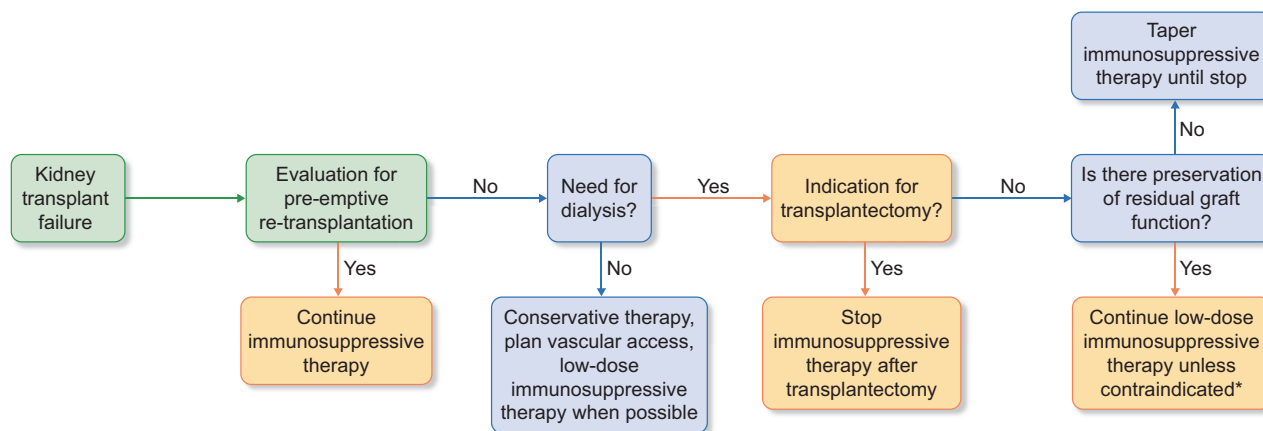 Taper
immunosuppressive
therapy until stop
No
Kidney
transplant
failure
Evaluation for
pre-emptive
re-transplantation
No
Need for
dialysis?
Yes
Indication for
transplantectomy?
No
Is there preservation
of residual graft
function?
Yes
No
Yes
Yes
Continue
immunosuppressive
therapy
Conservative therapy,
plan vascular access,
low-dose
immunosuppressive
therapy when possible
Stop
immunosuppressive
therapy after
transplantectomy
Continue low-dose
immunosuppressive
therapy unless
contraindicated*